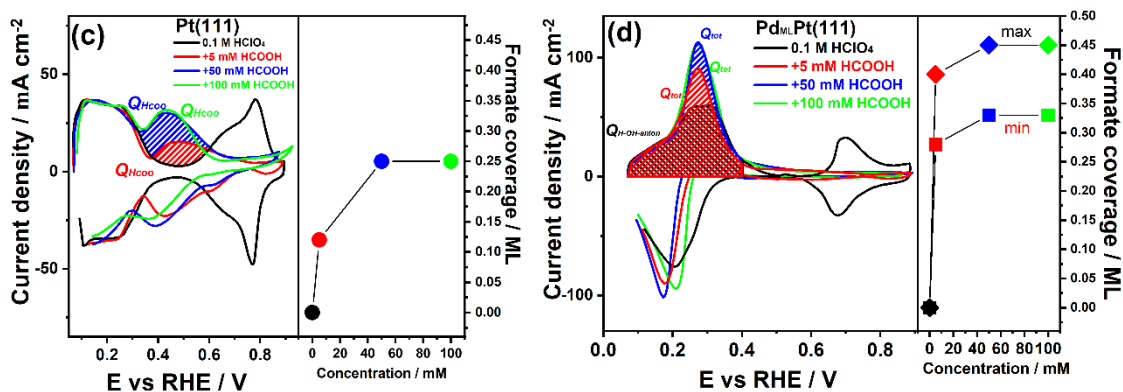 (c)
Pt(111)
0.1 M HClO₄
+5 mM HCOOH
+50 mM HCOOH
+100 mM HCOOH
Q_Hcoo
Q_Hcoo
Q_Hcoo
Current density / mA cm⁻²
50
0
-50
0.2 0.4 0.6 0.8
E vs RHE / V
0 20 40 60 80 100
Concentration / mM
0.45
0.40
0.35
0.30
0.25
0.20
0.15
0.10
0.05
0.00
Formate coverage / ML
(d)
Pd_ML Pt(111)
0.1 M HClO₄
+5 mM HCOOH
+50 mM HCOOH
+100 mM HCOOH
Q_tot
Q_tot
Q_tot
Q_H-OH-anion
Current density / mA cm⁻²
100
0
-100
0.0 0.2 0.4 0.6 0.8
E vs RHE / V
max
min
0 20 40 60 80 100
Concentration / mM
0.50
0.45
0.40
0.35
0.30
0.25
0.20
0.15
0.10
0.05
0.00
Formate coverage / ML